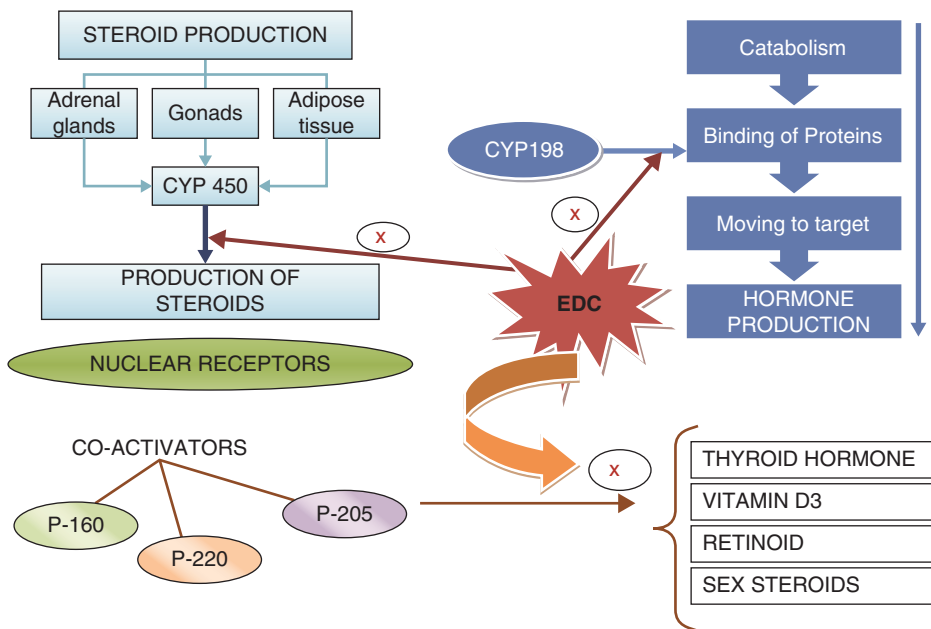 STEROID PRODUCTION
Adrenal
glands
Gonads
Adipose
tissue
CYP 450
X
PRODUCTION OF
STEROIDS
NUCLEAR RECEPTORS
Catabolism
CYP198
Binding of Proteins
X
Moving to target
EDC
HORMONE
PRODUCTION
CO-ACTIVATORS
P-160
P-220
P-205
X
THYROID HORMONE
VITAMIN D3
RETINOID
SEX STEROIDS